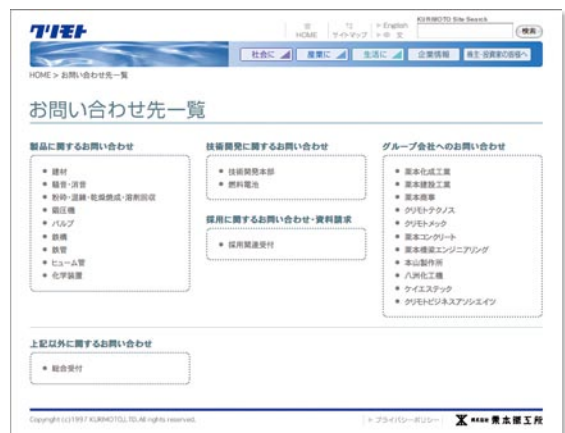 クリモト
HOME
サイトマップ
English
中 文
KURIMOTO Site Search
検索
社会に
産業に
生活に
企業情報
株主・投資家の皆様へ
HOME > お問い合わせ先一覧
お問い合わせ先一覧
製品に関するお問い合わせ
建材
騒音・消音
粉砕・混練・乾燥焼成・溶剤回収
鍛圧機
バルブ
鉄構
鉄管
ヒューム管
化学装置
技術開発に関するお問い合わせ
技術開発本部
燃料電池
採用に関するお問い合わせ・資料請求
採用関連受付
グループ会社へのお問い合わせ
栗本化成工業
栗本建設工業
栗本商事
クリモトテクノス
クリモトメック
栗本コンクリート
栗本橋梁エンジニアリング
本山製作所
八洲化工機
ケイエステック
クリモトビジネスアソシエイツ
上記以外に関するお問い合わせ
総合受付
Copyright (c)1997 KURIMOTO,LTD.All rights reserved.
プライバシーポリシー
株式会社 栗本鐵工所